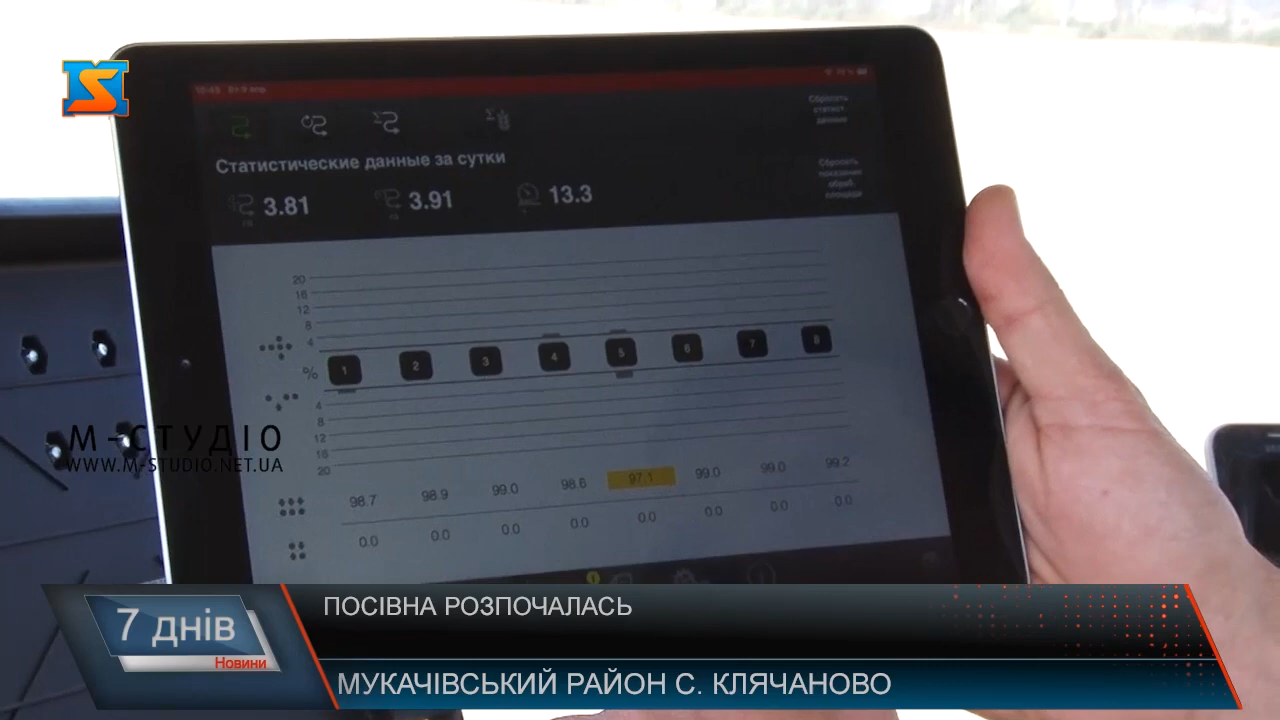 Статистические данные за сутки
3.81 3.91 13.3
Сбросить
20
16
12
8
4
%
1 2 3 4 5 6 7 8
4
8
12
16
20
98.7 98.9 99.0 98.6 97.1 99.0 99.0 99.2
0.0 0.0 0.0 0.0 0.0 0.0 0.0 0.0
М-СТУДІО
WWW.M-STUDIO.NET.UA
7 днів
Новини
ПОСІВНА РОЗПОЧАЛАСЬ
МУКАЧІВСЬКИЙ РАЙОН С. КЛЯЧАНОВО